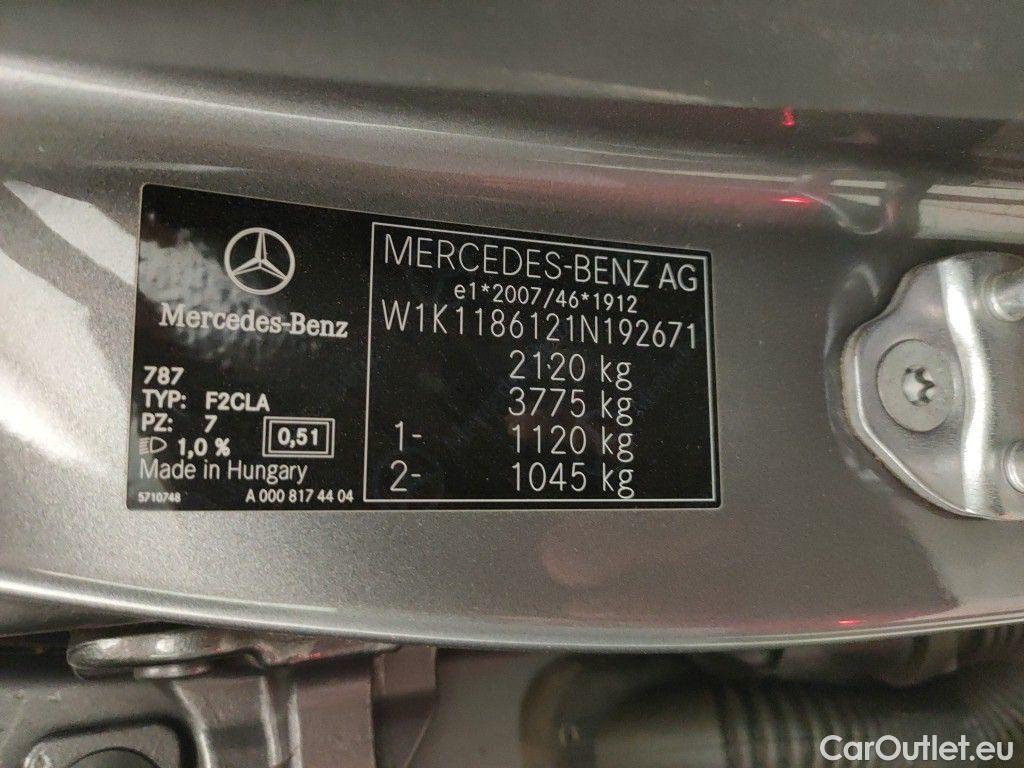 Mercedes-Benz
787
TYP: F2CLA
PZ: 7
1,0 %
0,51
Made in Hungary
5710748 A 000 817 44 04
MERCEDES-BENZ AG
e1*2007/46*1912
W1K1186121N192671
2120 kg
3775 kg
1- 1120 kg
2- 1045 kg
CarOutlet.eu